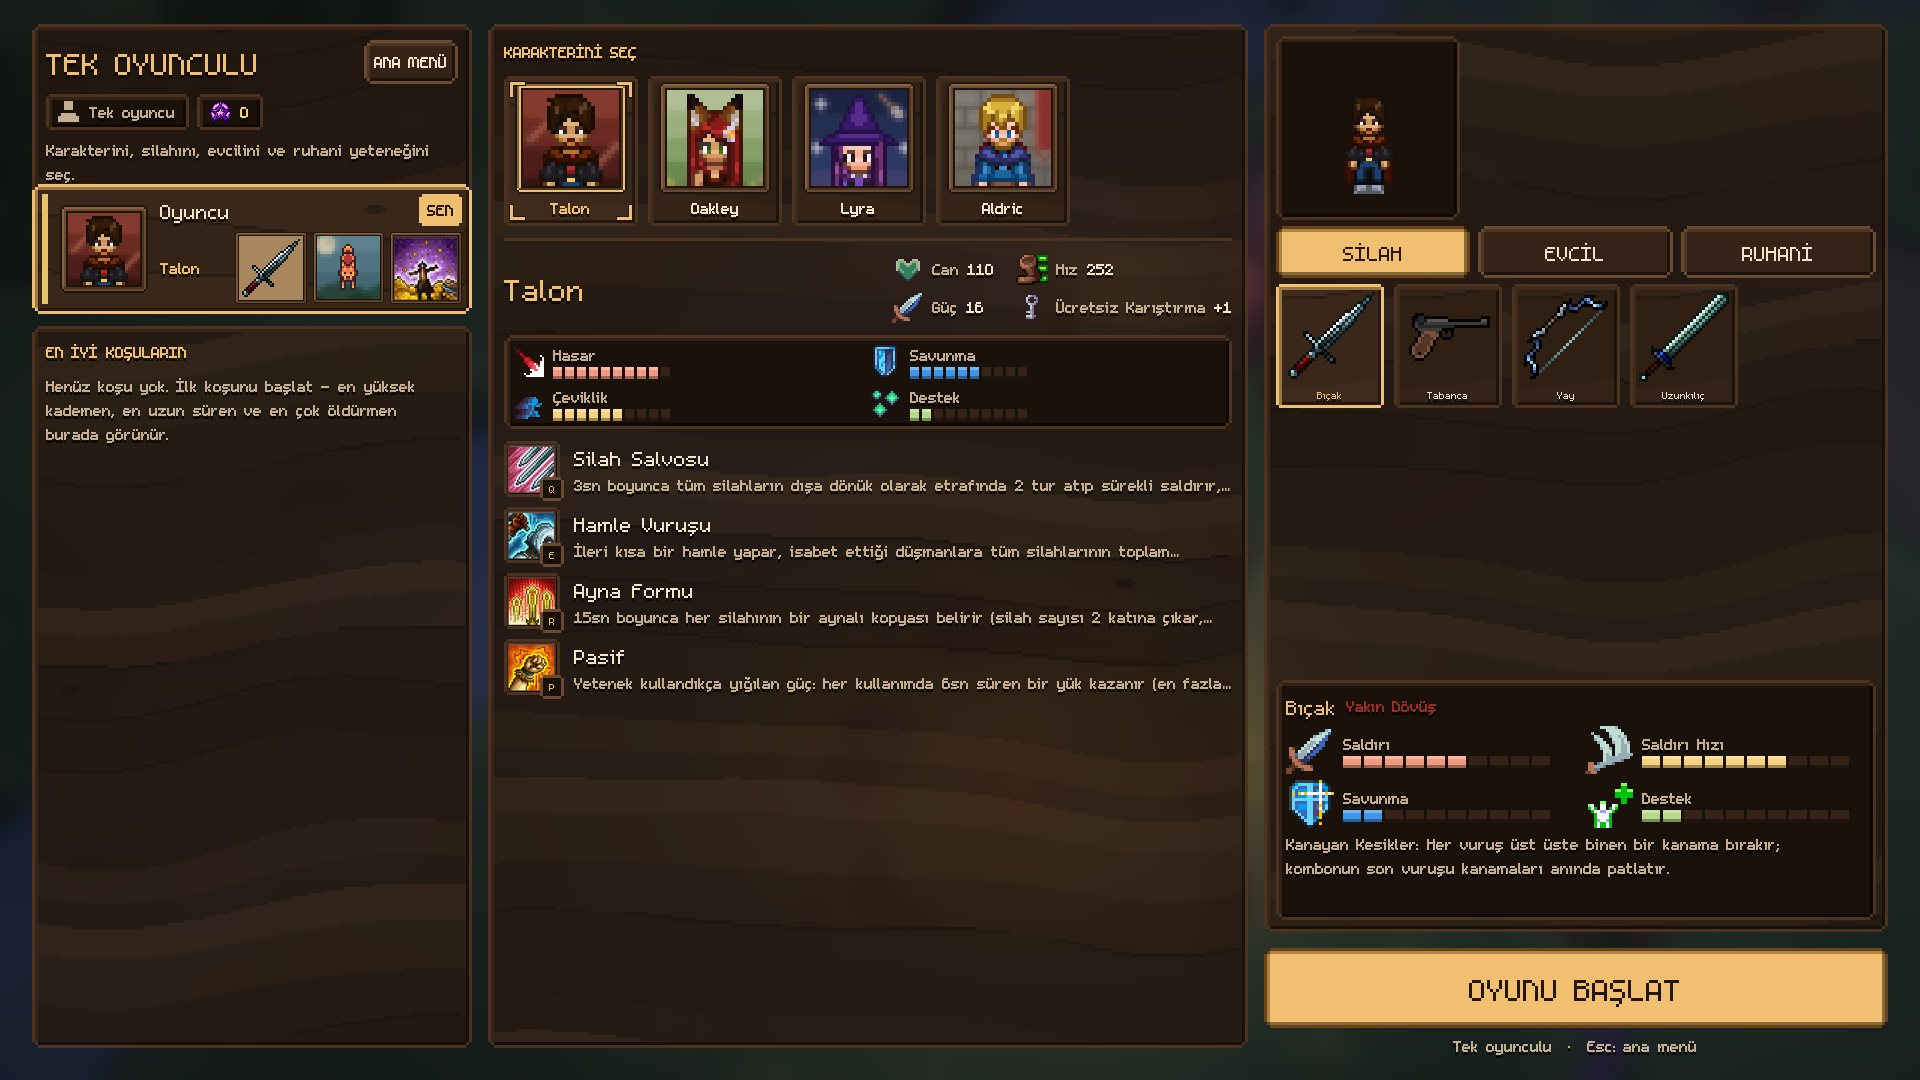 TEK OYUNCULU
ANA MENÜ
Tek oyuncu
0
Karakterini, silahını, evcilini ve ruhani yeteneğini
seç.
Oyuncu
SEN
Talon
EN İYİ KOŞULARIN
Henüz koşu yok. İlk koşunu başlat – en yüksek
kademen, en uzun süren ve en çok öldürmen
burada görünür.
KARAKTERİNİ SEÇ
Talon
Oakley
Lyra
Aldric
Talon
Can 110
Hız 252
Güç 16
Ücretsiz Karıştırma +1
Hasar
Savunma
Çeviklik
Destek
Silah Salvosu
Q
3sn boyunca tüm silahların dışa dönük olarak etrafında 2 tur atıp sürekli saldırır,...
Hamle Vuruşu
E
İleri kısa bir hamle yapar, isabet ettiği düşmanlara tüm silahlarının toplam...
Ayna Formu
R
15sn boyunca her silahının bir aynalı kopyası belirir (silah sayısı 2 katına çıkar,...
Pasif
P
Yetenek kullandıkça yığılan güç: her kullanımda 6sn süren bir yük kazanır (en fazla...
SİLAH
EVCİL
RUHANİ
Bıçak
Tabanca
Yay
Uzunkılıç
Bıçak Yakın Dövüş
Saldırı
Saldırı Hızı
Savunma
Destek
Kanayan Kesikler: Her vuruş üst üste binen bir kanama bırakır;
kombonun son vuruşu kanamaları anında patlatır.
OYUNU BAŞLAT
Tek oyunculu · Esc: ana menü